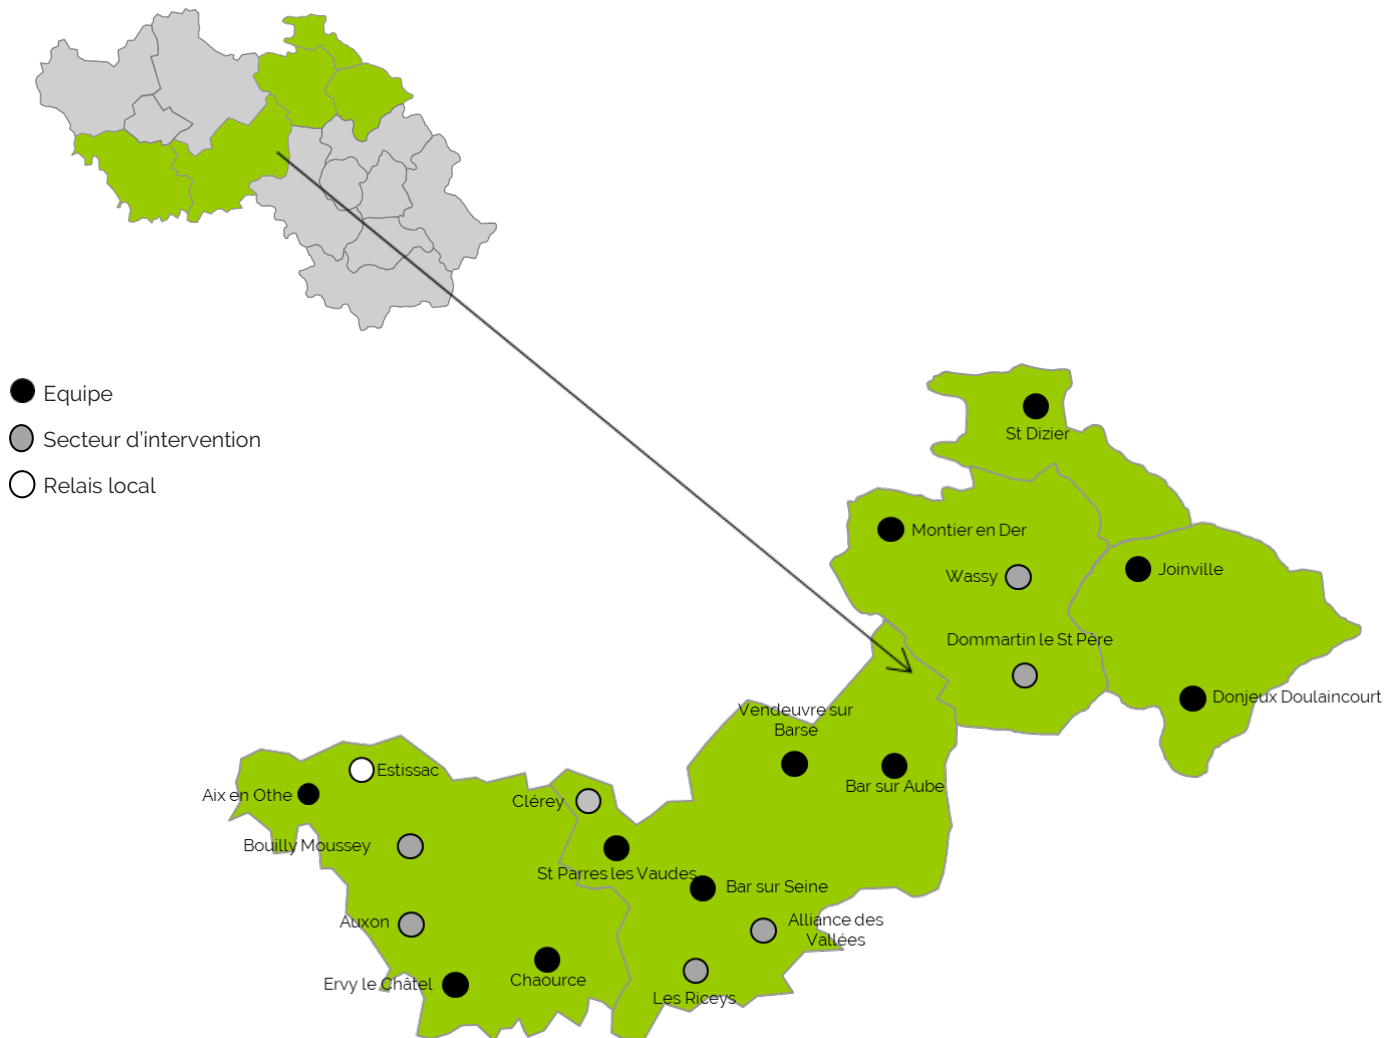 Equipe
Secteur d'intervention
Relais local
St Dizier
Montier en Der
Wassy
Joinville
Dommartin le St Père
Donjeux Doulaincourt
Vendeuvre sur
Barse
Bar sur Aube
Estissac
Aix en Othe
Clérey
Bouilly Moussey
St Parres les Vaudes
Bar sur Seine
Auxon
Alliance des
Vallées
Ervy le Châtel
Chaource
Les Riceys